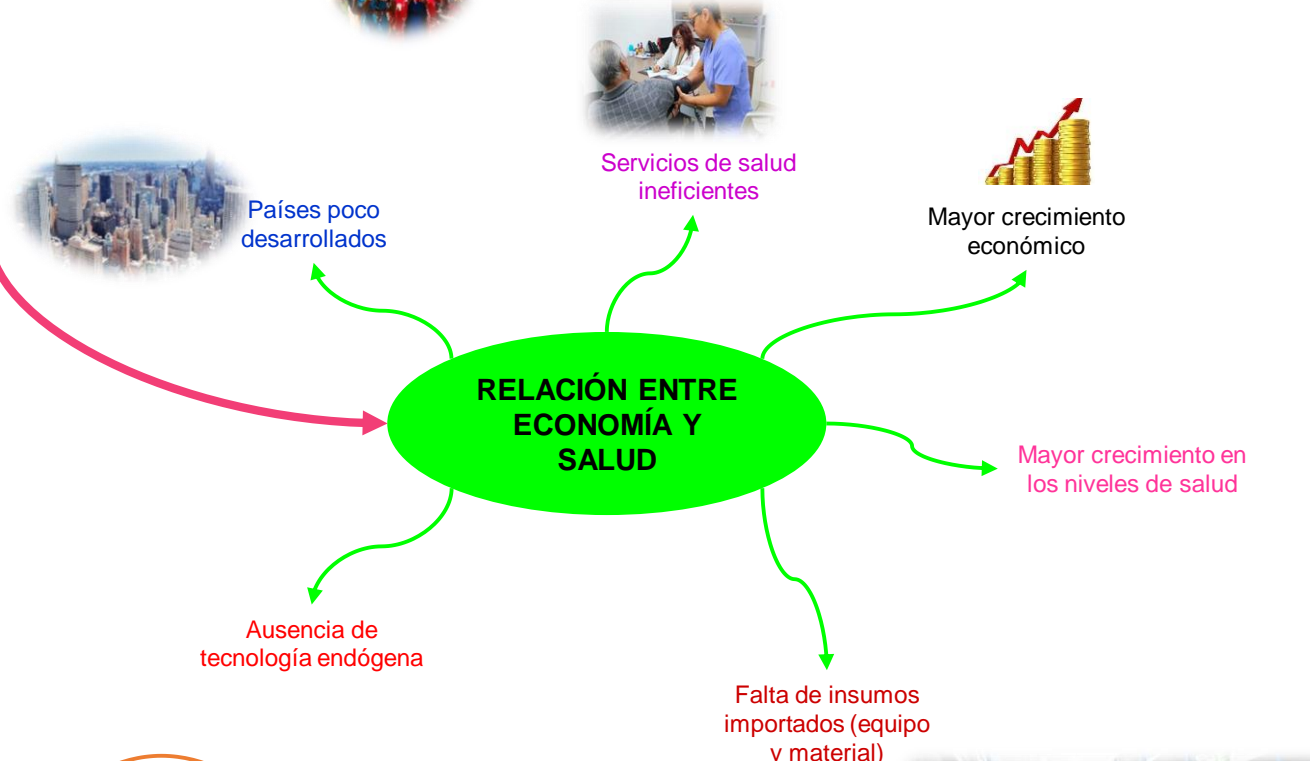 Servicios de salud
ineficientes
Países poco
desarrollados
Mayor crecimiento
económico
RELACIÓN ENTRE
ECONOMÍA Y
SALUD
Mayor crecimiento en
los niveles de salud
Ausencia de
tecnología endógena
Falta de insumos
importados (equipo
y material)